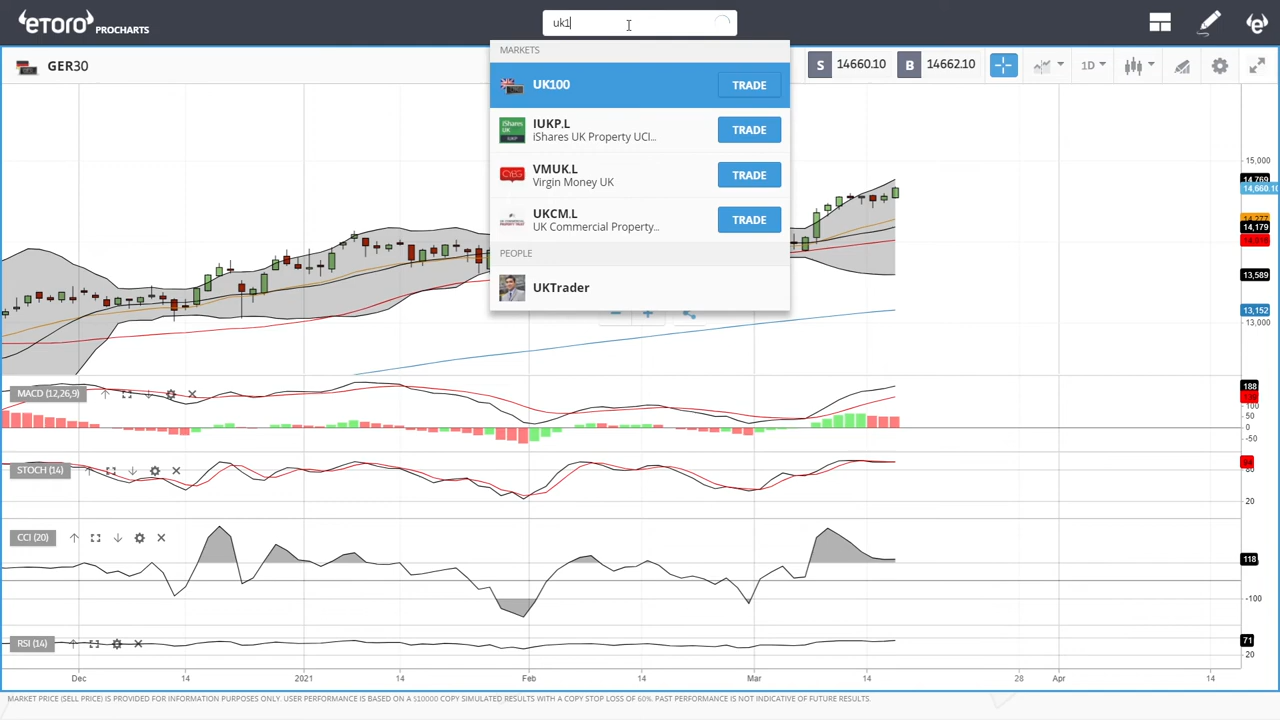 eToro PROCHARTS
uk1
MARKETS
UK100
TRADE
IUKP.L
iShares UK Property UCI...
TRADE
VMUK.L
Virgin Money UK
TRADE
UKCM.L
UK Commercial Property...
TRADE
PEOPLE
UKTrader
GER30
S 14660.10 B 14662.10 1D
15,000
14,769
14,660.10
14,277
14,179
13,589
13,152
13,000
MACD (12,26,9)
188
100
50
0
-50
STOCH (14)
20
CCI (20)
118
-100
RSI (14)
71
20
Dec 14 2021 14 Feb 14 Mar 14 28 Apr 14
MARKET PRICE (SELL PRICE) IS PROVIDED FOR INFORMATION PURPOSES ONLY. USER PERFORMANCE IS BASED ON A $10000 COPY SIMULATED RESULTS WITH A COPY STOP LOSS OF 60%. PAST PERFORMANCE IS NOT INDICATIVE OF FUTURE RESULTS.